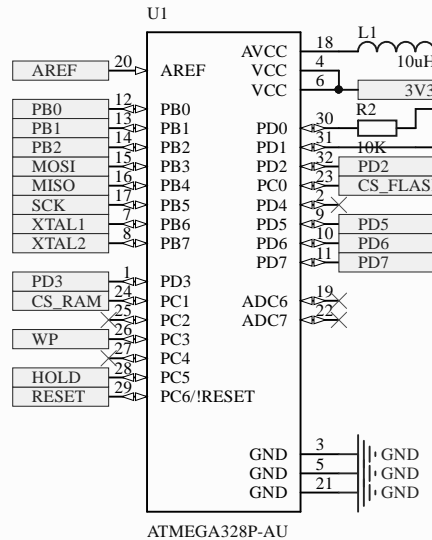 U1
AVCC 18 L1
VCC 4 10uH
VCC 6 3V3
AREF 20 AREF
PB0 12 PB0
PB1 13 PB1
PB2 14 PB2
MOSI 15 PB3
MISO 16 PB4
SCK 17 PB5
XTAL1 7 PB6
XTAL2 8 PB7
PD0 30 R2
PD1 31 10K
PD2 32 PD2
PC0 23 CS_FLASH
PD4 2
PD5 9 PD5
PD6 10 PD6
PD7 11 PD7
PD3 1 PD3
CS_RAM 24 PC1
25 PC2
WP 26 PC3
27 PC4
HOLD 28 PC5
RESET 29 PC6/!RESET
ADC6 19
ADC7 22
GND 3 GND
GND 5 GND
GND 21 GND
ATMEGA328P-AU